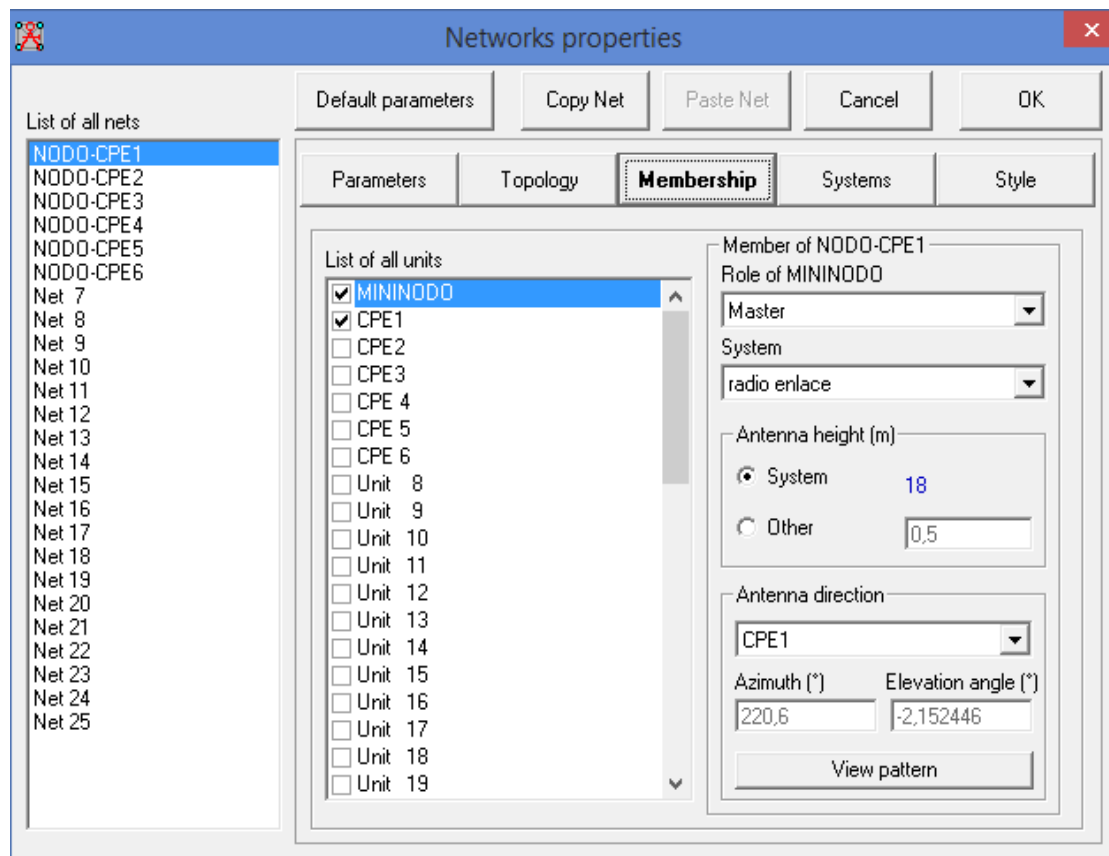 Networks properties
Default parameters
Copy Net
Paste Net
Cancel
OK
List of all nets
NODO-CPE1
NODO-CPE2
NODO-CPE3
NODO-CPE4
NODO-CPE5
NODO-CPE6
Net 7
Net 8
Net 9
Net 10
Net 11
Net 12
Net 13
Net 14
Net 15
Net 16
Net 17
Net 18
Net 19
Net 20
Net 21
Net 22
Net 23
Net 24
Net 25
Parameters
Topology
Membership
Systems
Style
List of all units
MININODO
CPE1
CPE2
CPE3
CPE 4
CPE 5
CPE 6
Unit 8
Unit 9
Unit 10
Unit 11
Unit 12
Unit 13
Unit 14
Unit 15
Unit 16
Unit 17
Unit 18
Unit 19
Member of NODO-CPE1
Role of MININODO
Master
System
radio enlace
Antenna height (m)
System 18
Other 0,5
Antenna direction
CPE1
Azimuth (°) Elevation angle (°)
220,6 -2,152446
View pattern